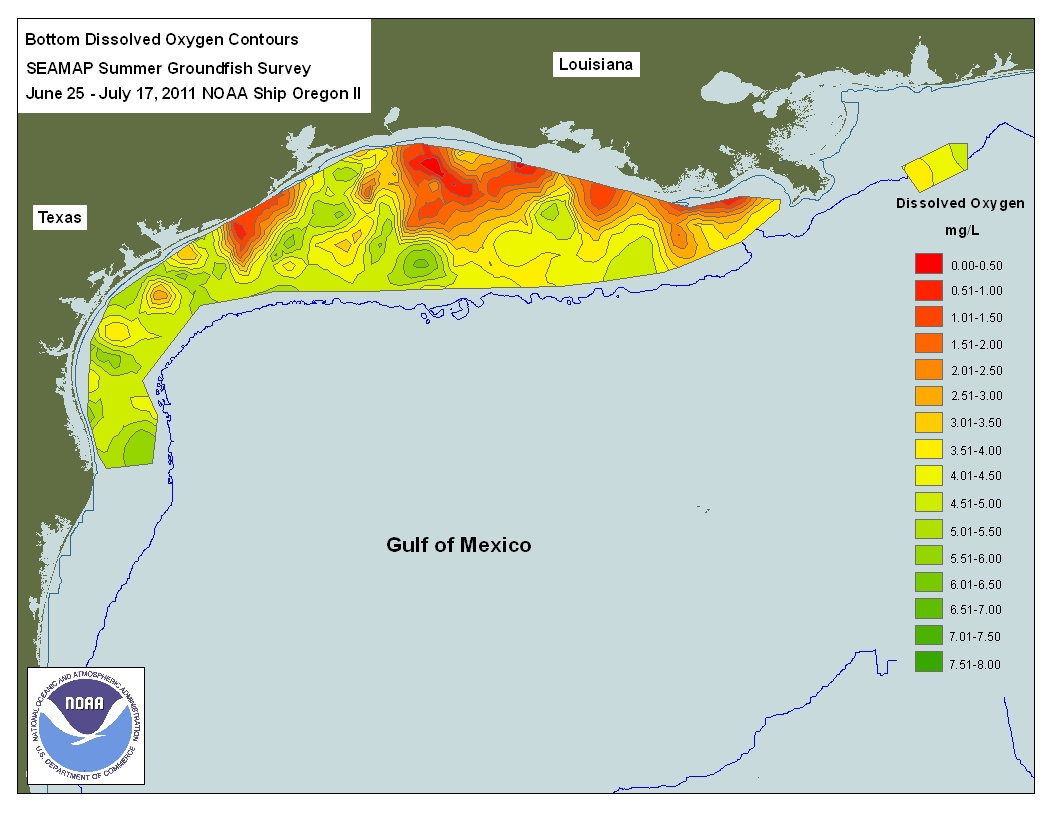 Bottom Dissolved Oxygen Contours
SEAMAP Summer Groundfish Survey
June 25 - July 17, 2011 NOAA Ship Oregon II
Louisiana
Texas
Dissolved Oxygen
mg/L
0.00-0.50
0.51-1.00
1.01-1.50
1.51-2.00
2.01-2.50
2.51-3.00
3.01-3.50
3.51-4.00
4.01-4.50
4.51-5.00
5.01-5.50
5.51-6.00
6.01-6.50
6.51-7.00
7.01-7.50
7.51-8.00
Gulf of Mexico
NATIONAL OCEANIC AND ATMOSPHERIC ADMINISTRATION
NOAA
U.S. DEPARTMENT OF COMMERCE